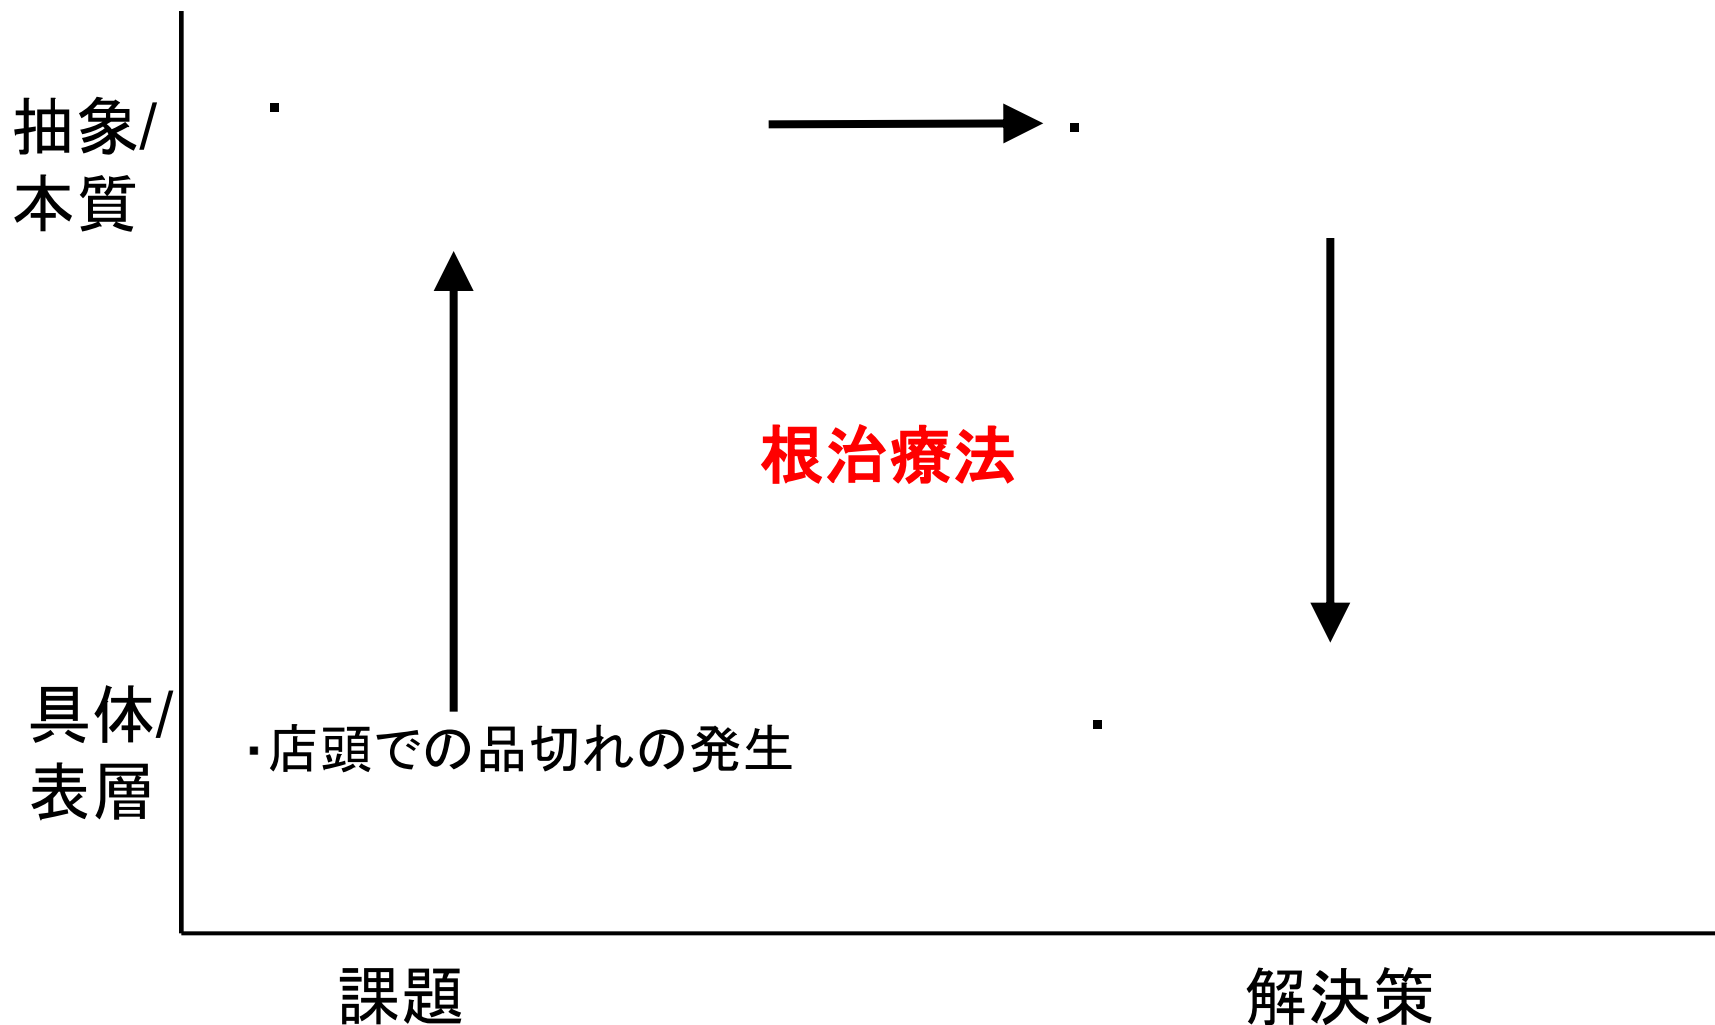 抽象/
本質
・
・
根治療法
具体/
表層
・店頭での品切れの発生
・
課題
解決策